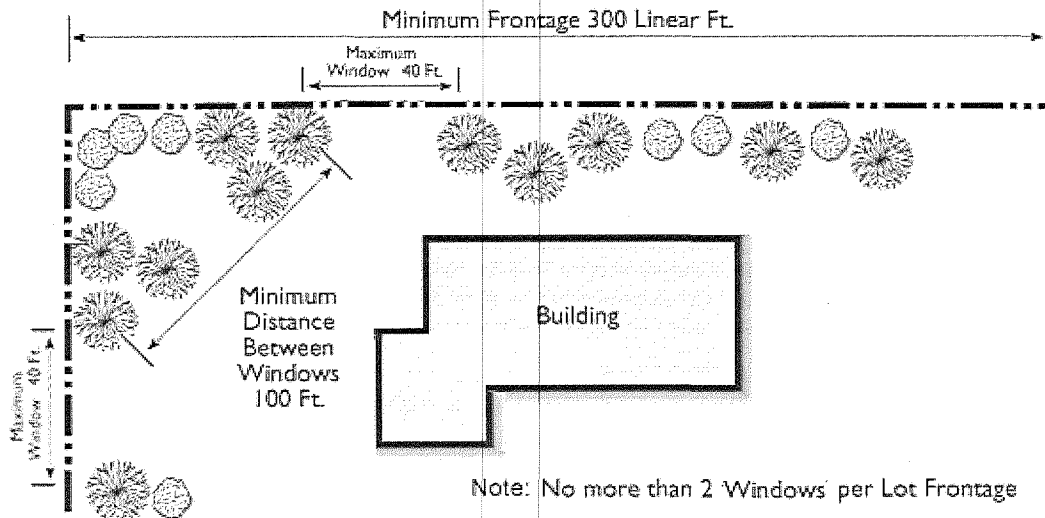 Minimum Frontage 300 Linear Ft.
Maximum
Window 40 Ft.
Minimum
Distance
Between
Windows
100 Ft.
Building
Maximum
Window 40 Ft.
Note: No more than 2 'Windows' per Lot Frontage